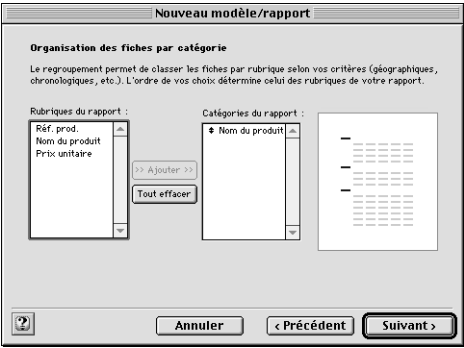 Nouveau modèle/rapport
Organisation des fiches par catégorie
Le regroupement permet de classer les fiches par rubrique selon vos critères (géographiques,
chronologiques, etc.). L'ordre de vos choix détermine celui des rubriques de votre rapport.
Rubriques du rapport :
Réf. prod.
Nom du produit
Prix unitaire
>> Ajouter >>
Tout effacer
Catégories du rapport :
Nom du produit
?
Annuler
‹ Précédent
Suivant ›